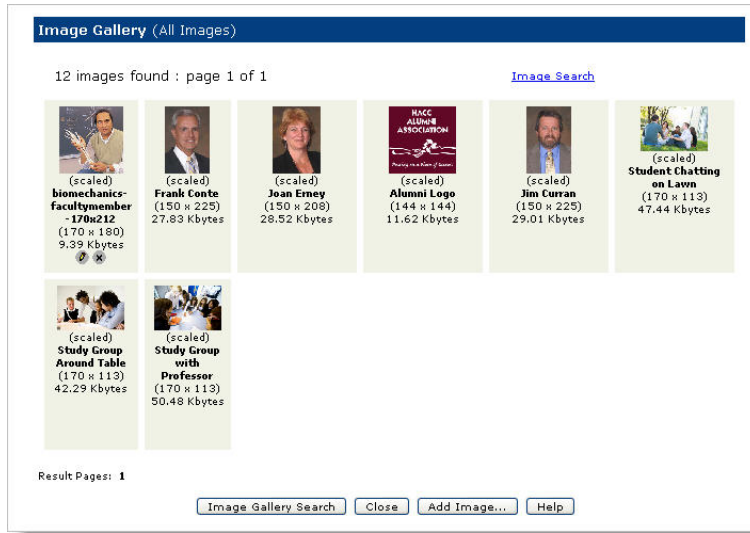 Image Gallery (All Images)
12 images found : page 1 of 1
Image Search
(scaled)
biomechanics-
facultymember
-170x212
(170 x 180)
9.39 Kbytes
(scaled)
Frank Conte
(150 x 225)
27.83 Kbytes
(scaled)
Joan Erney
(150 x 208)
28.52 Kbytes
HACC
ALUMNI
ASSOCIATION
(scaled)
Alumni Logo
(144 x 144)
11.62 Kbytes
(scaled)
Jim Curran
(150 x 225)
29.01 Kbytes
(scaled)
Student Chatting
on Lawn
(170 x 113)
47.44 Kbytes
(scaled)
Study Group
Around Table
(170 x 113)
42.29 Kbytes
(scaled)
Study Group
with
Professor
(170 x 113)
50.48 Kbytes
Result Pages: 1
Image Gallery Search
Close
Add Image...
Help